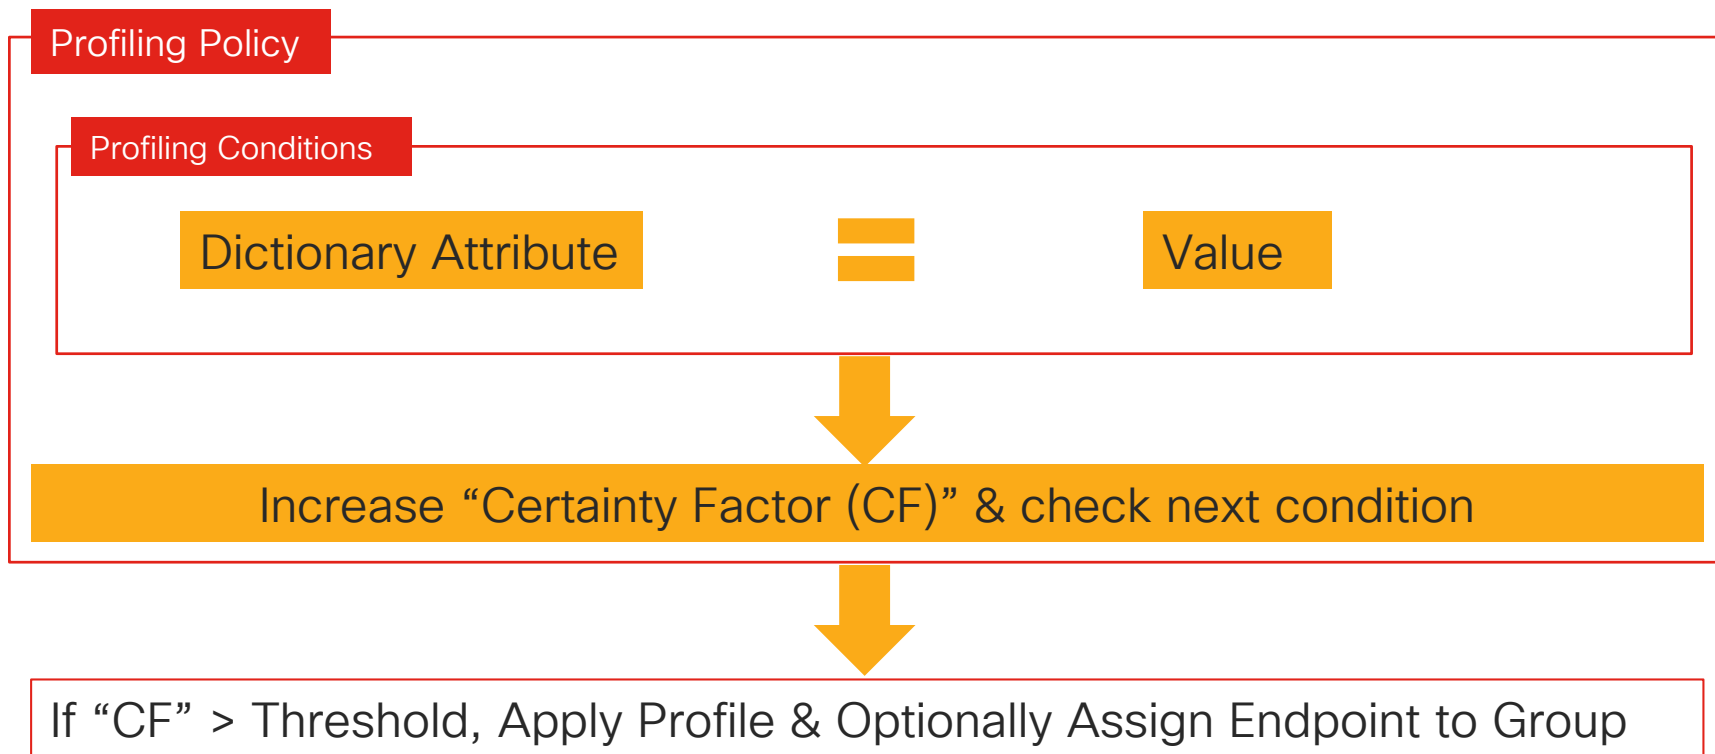 Profiling Policy
Profiling Conditions
Dictionary Attribute = Value
Increase “Certainty Factor (CF)” & check next condition
If “CF” > Threshold, Apply Profile & Optionally Assign Endpoint to Group